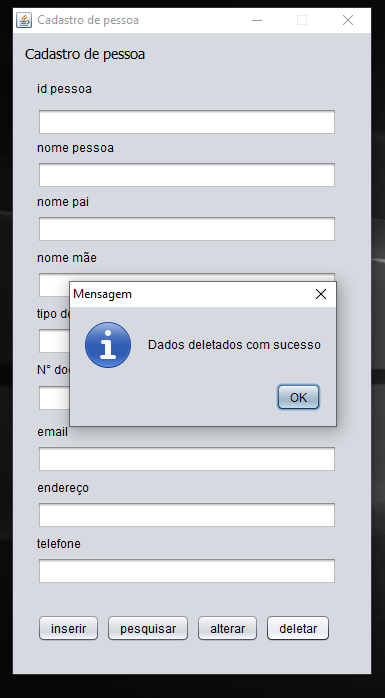 Cadastro de pessoa
Cadastro de pessoa
id pessoa
nome pessoa
nome pai
nome mãe
Mensagem
tipo de
Dados deletados com sucesso
N° do
OK
email
endereço
telefone
inserir pesquisar alterar deletar